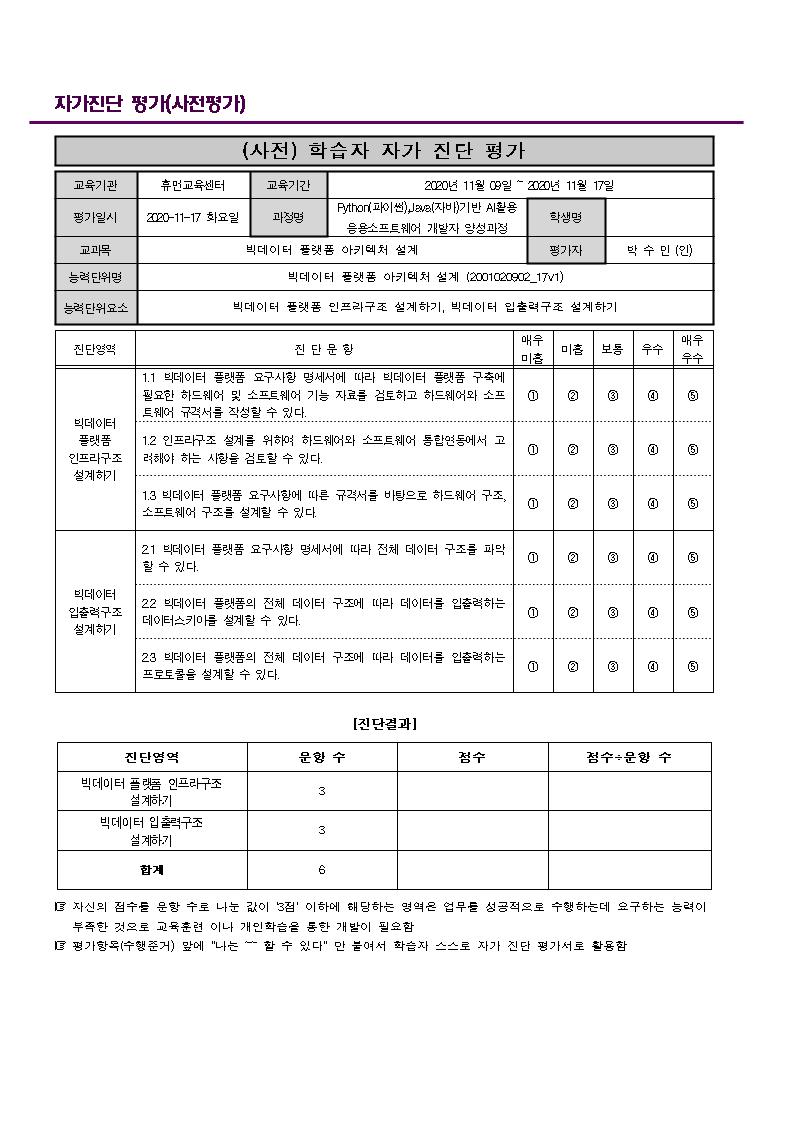 자가진단 평가(사전평가)
(사전) 학습자 자가 진단 평가
교육기관 휴먼교육센터 교육기간 2020년 11월 09일 ~ 2020년 11월 17일
평가일시 2020-11-17 화요일 과정명 Python(파이썬),Java(자바)기반 AI활용
응용소프트웨어 개발자 양성과정 학생명
교과목 빅데이터 플랫폼 아키텍처 설계 평가자 박 수 민 (인)
능력단위명 빅데이터 플랫폼 아키텍처 설계 (2001020902_17v1)
능력단위요소 빅데이터 플랫폼 인프라구조 설계하기, 빅데이터 입출력구조 설계하기
진단영역 진 단 문 항 매우 미흡 미흡 보통 우수 매우 우수
빅데이터
플랫폼
인프라구조
설계하기
1.1 빅데이터 플랫폼 요구사항 명세서에 따라 빅데이터 플랫폼 구축에
필요한 하드웨어 및 소프트웨어 기능 자료를 검토하고 하드웨어와 소프
트웨어 규격서를 작성할 수 있다.
① ② ③ ④ ⑤
1.2 인프라구조 설계를 위하여 하드웨어와 소프트웨어 통합연동에서 고
려해야 하는 사항을 검토할 수 있다.
① ② ③ ④ ⑤
1.3 빅데이터 플랫폼 요구사항에 따른 규격서를 바탕으로 하드웨어 구조,
소프트웨어 구조를 설계할 수 있다.
① ② ③ ④ ⑤
빅데이터
입출력구조
설계하기
2.1 빅데이터 플랫폼 요구사항 명세서에 따라 전체 데이터 구조를 파악
할 수 있다.
① ② ③ ④ ⑤
2.2 빅데이터 플랫폼의 전체 데이터 구조에 따라 데이터를 입출력하는
데이터스키마를 설계할 수 있다.
① ② ③ ④ ⑤
2.3 빅데이터 플랫폼의 전체 데이터 구조에 따라 데이터를 입출력하는
프로토콜을 설계할 수 있다.
① ② ③ ④ ⑤
[진단결과]
진단영역 문항 수 점수 점수÷문항 수
빅데이터 플랫폼 인프라구조
설계하기
3
빅데이터 입출력구조
설계하기
3
합계 6
☞ 자신의 점수를 문항 수로 나눈 값이 '3점' 이하에 해당하는 영역은 업무를 성공적으로 수행하는데 요구하는 능력이
부족한 것으로 교육훈련 이나 개인학습을 통한 개발이 필요함
☞ 평가항목(수행준거) 앞에 "나는 ~~ 할 수 있다" 만 붙여서 학습자 스스로 자가 진단 평가서로 활용함